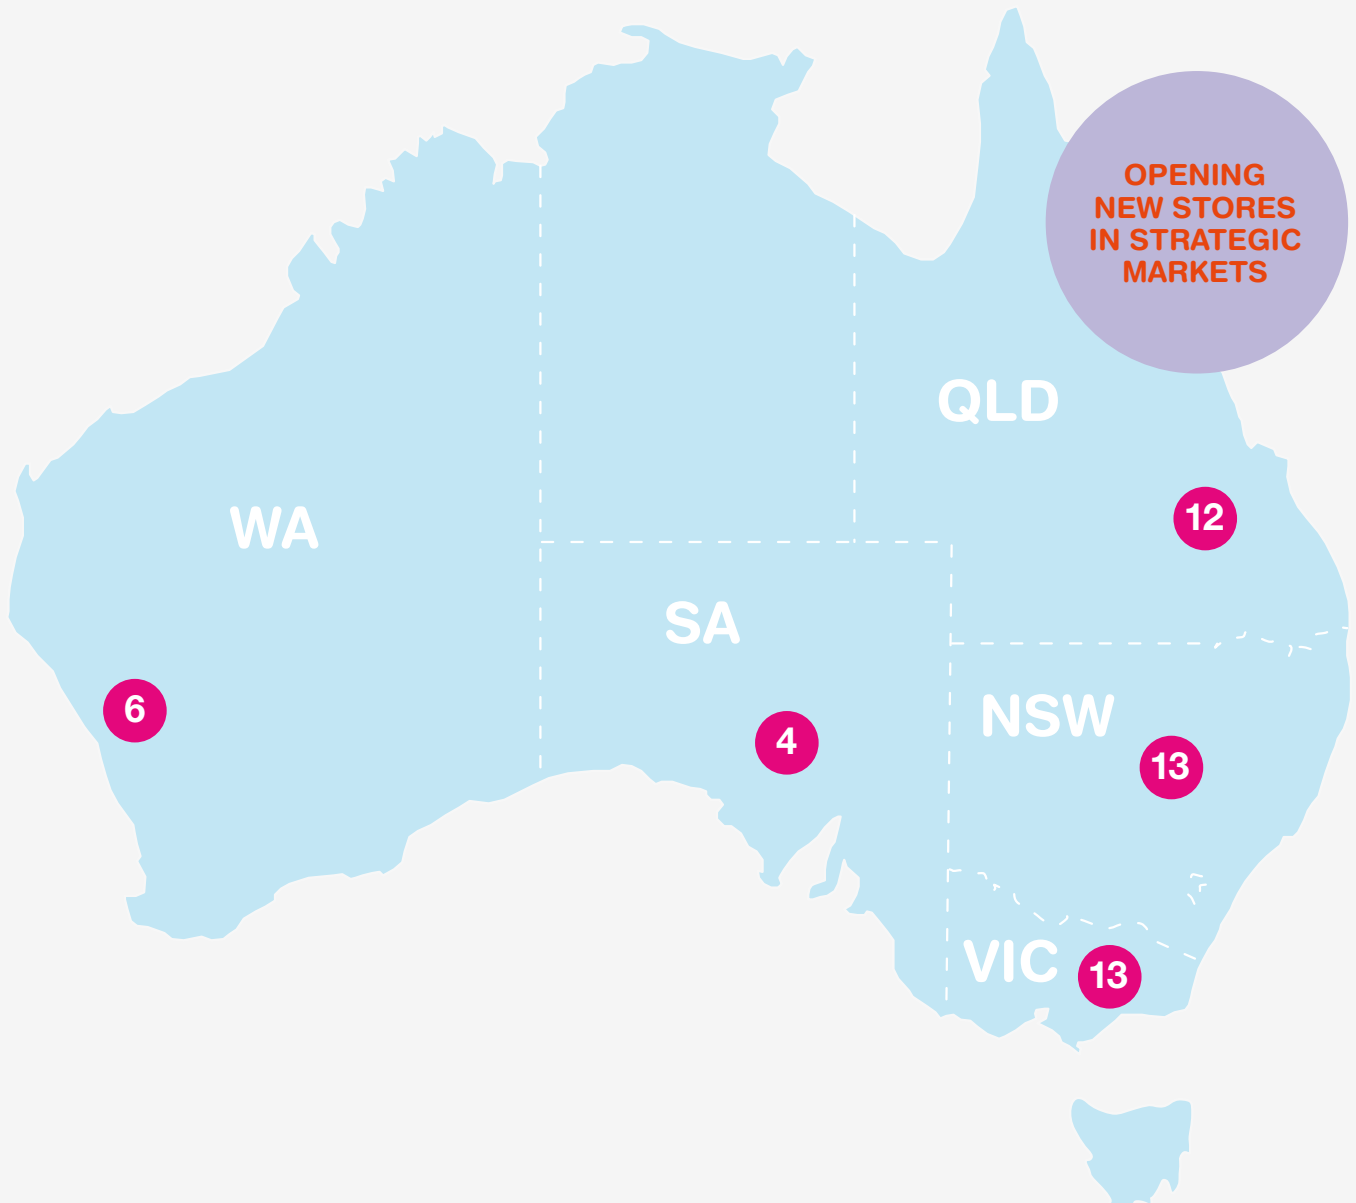 OPENING
NEW STORES
IN STRATEGIC
MARKETS
QLD
12
WA
SA
6
4
NSW
13
VIC
13